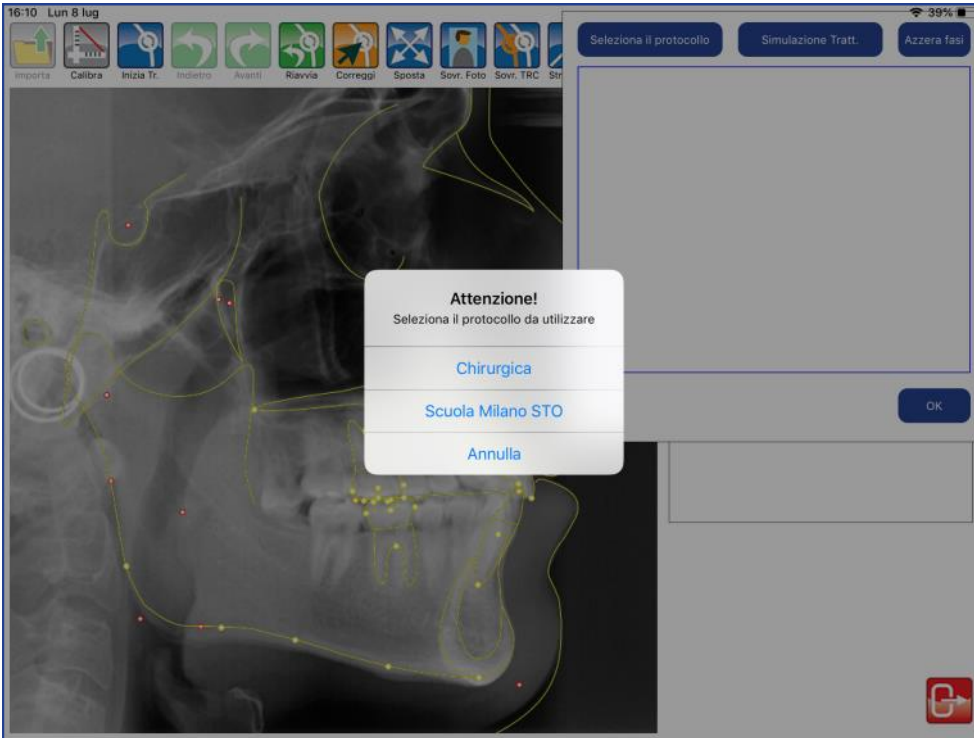 16:10 Lun 8 lug
39%
Importa Calibra Inizia Tr. Indietro Avanti Riavvia Correggi Sposta Sovr. Foto Sovr. TRC
Seleziona il protocollo Simulazione Tratt. Azzera fasi
Attenzione!
Seleziona il protocollo da utilizzare
Chirurgica
Scuola Milano STO
Annulla
OK